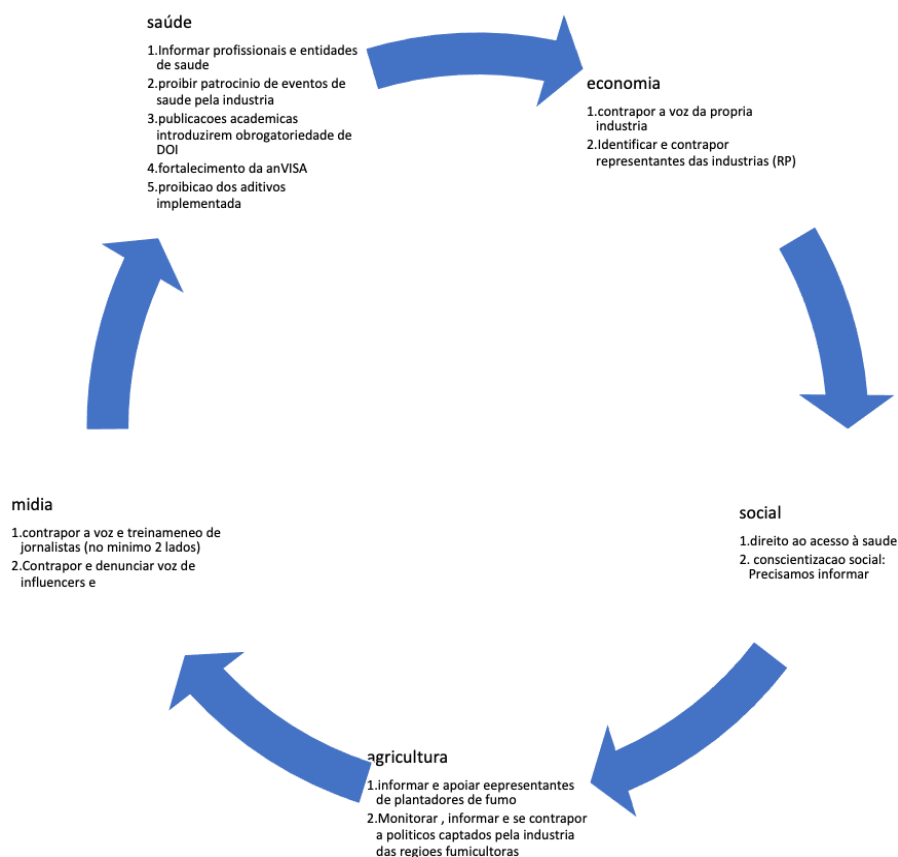 saúde
1.Informar profissionais e entidades
de saude
2.proibir patrocinio de eventos de
saude pela industria
3.publicacoes academicas
introduzirem obrogatoriedade de
DOI
4.fortalecimento da anVISA
5.proibicao dos aditivos
implementada
economia
1.contrapor a voz da propria
industria
2.Identificar e contrapor
representantes das industrias (RP)
social
1.direito ao acesso à saude
2. conscientizacao social:
Precisamos informar
agricultura
1.informar e apoiar eepresentantes
de plantadores de fumo
2.Monitorar , informar e se contrapor
a politicos captados pela industria
das regioes fumicultoras
midia
1.contrapor a voz e treinameneo de
jornalistas (no minimo 2 lados)
2.Contrapor e denunciar voz de
influencers e